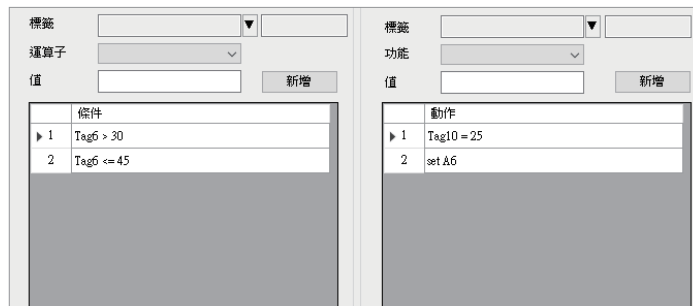 標籤
運算子
值 新增
條件
1 Tag6 > 30
2 Tag6 <= 45
標籤
功能
值 新增
動作
1 Tag10 = 25
2 set A6